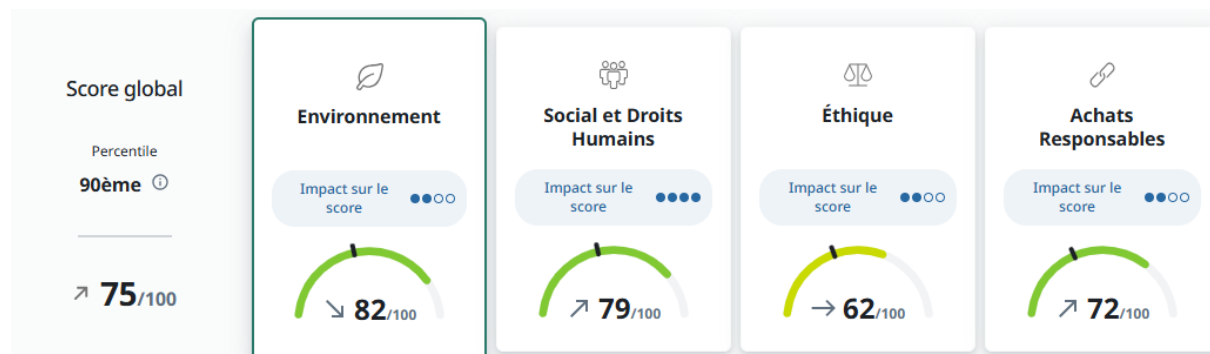 Score global
Percentile
90ème
↗ 75/100
Environnement
Impact sur le
score
↘ 82/100
Social et Droits
Humains
Impact sur le
score
↗ 79/100
Éthique
Impact sur le
score
→ 62/100
Achats
Responsables
Impact sur le
score
↗ 72/100